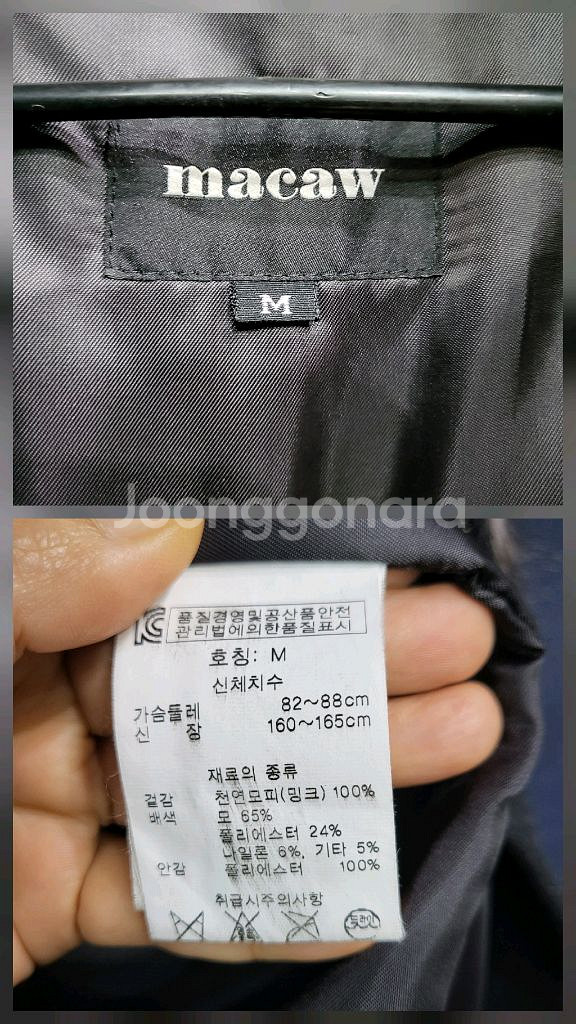 macaw
M
Joonggonara
품질경영및공산품안전
관리법에의한품질표시
호칭: M
신체치수
가슴둘레 82~88cm
신 장 160~165cm
재료의 종류
겉감 천연모피(밍크) 100%
배색 모 65%
폴리에스터 24%
나일론 6%, 기타 5%
안감 폴리에스터 100%
취급시주의사항
드라이